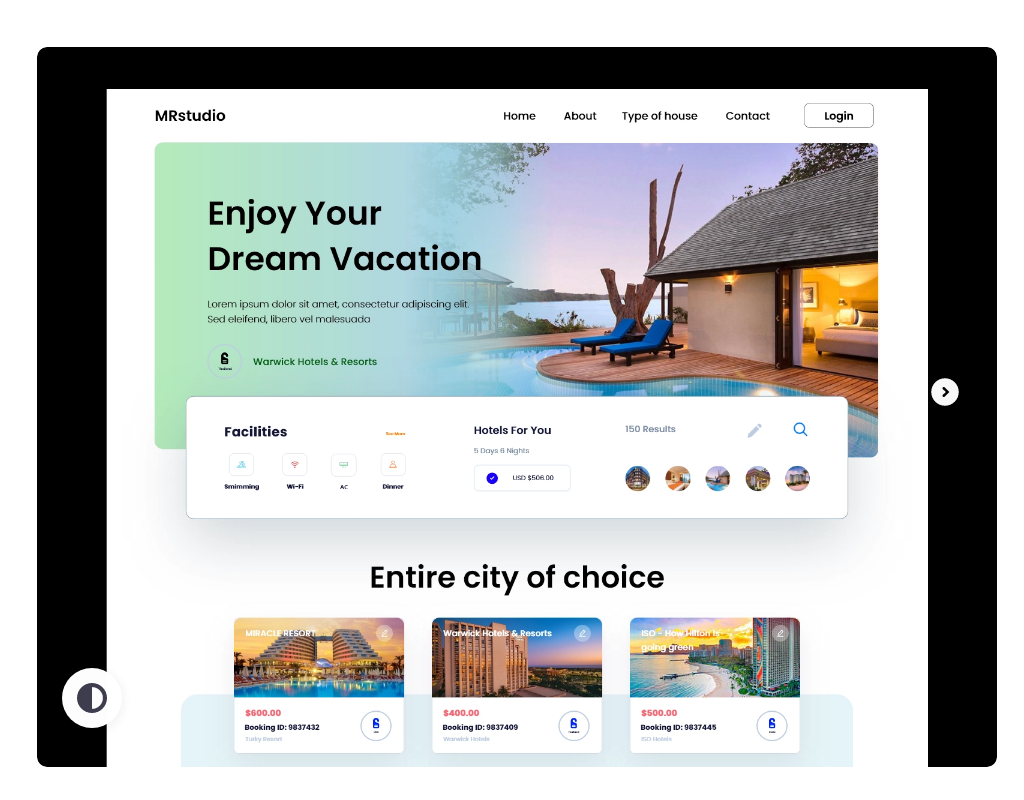 MRstudio
Home About Type of house Contact Login
Enjoy Your
Dream Vacation
Lorem ipsum dolor sit amet, consectetur adipiscing elit.
Sed eleifend, libero vel malesuada
Warwick Hotels & Resorts
Facilities
See More
Smimming Wi-Fi AC Dinner
Hotels For You
5 Days 6 Nights
USD $506.00
150 Results
Entire city of choice
MIRACLE RESORT
$600.00
Booking ID: 9837432
Turky Resort
Warwick Hotels & Resorts
$400.00
Booking ID: 9837409
Warwick Hotels
ISO - How Hilton is
going green
$500.00
Booking ID: 9837445
ISO Hotels